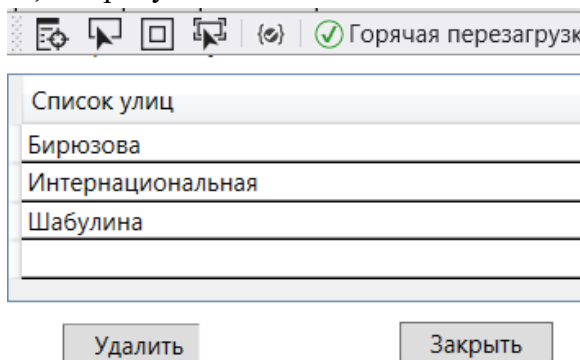 Горячая перезагрузк
Список улиц
Бирюзова
Интернациональная
Шабулина
Удалить
Закрыть